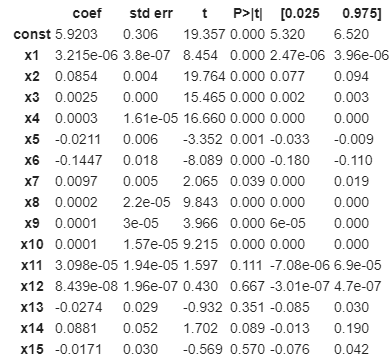 coef std err t P>|t| [0.025 0.975]
const 5.9203 0.306 19.357 0.000 5.320 6.520
x1 3.215e-06 3.8e-07 8.454 0.000 2.47e-06 3.96e-06
x2 0.0854 0.004 19.764 0.000 0.077 0.094
x3 0.0025 0.000 15.465 0.000 0.002 0.003
x4 0.0003 1.61e-05 16.660 0.000 0.000 0.000
x5 -0.0211 0.006 -3.352 0.001 -0.033 -0.009
x6 -0.1447 0.018 -8.089 0.000 -0.180 -0.110
x7 0.0097 0.005 2.065 0.039 0.000 0.019
x8 0.0002 2.2e-05 9.843 0.000 0.000 0.000
x9 0.0001 3e-05 3.966 0.000 6e-05 0.000
x10 0.0001 1.57e-05 9.215 0.000 0.000 0.000
x11 3.098e-05 1.94e-05 1.597 0.111 -7.08e-06 6.9e-05
x12 8.439e-08 1.96e-07 0.430 0.667 -3.01e-07 4.7e-07
x13 -0.0274 0.029 -0.932 0.351 -0.085 0.030
x14 0.0881 0.052 1.702 0.089 -0.013 0.190
x15 -0.0171 0.030 -0.569 0.570 -0.076 0.042